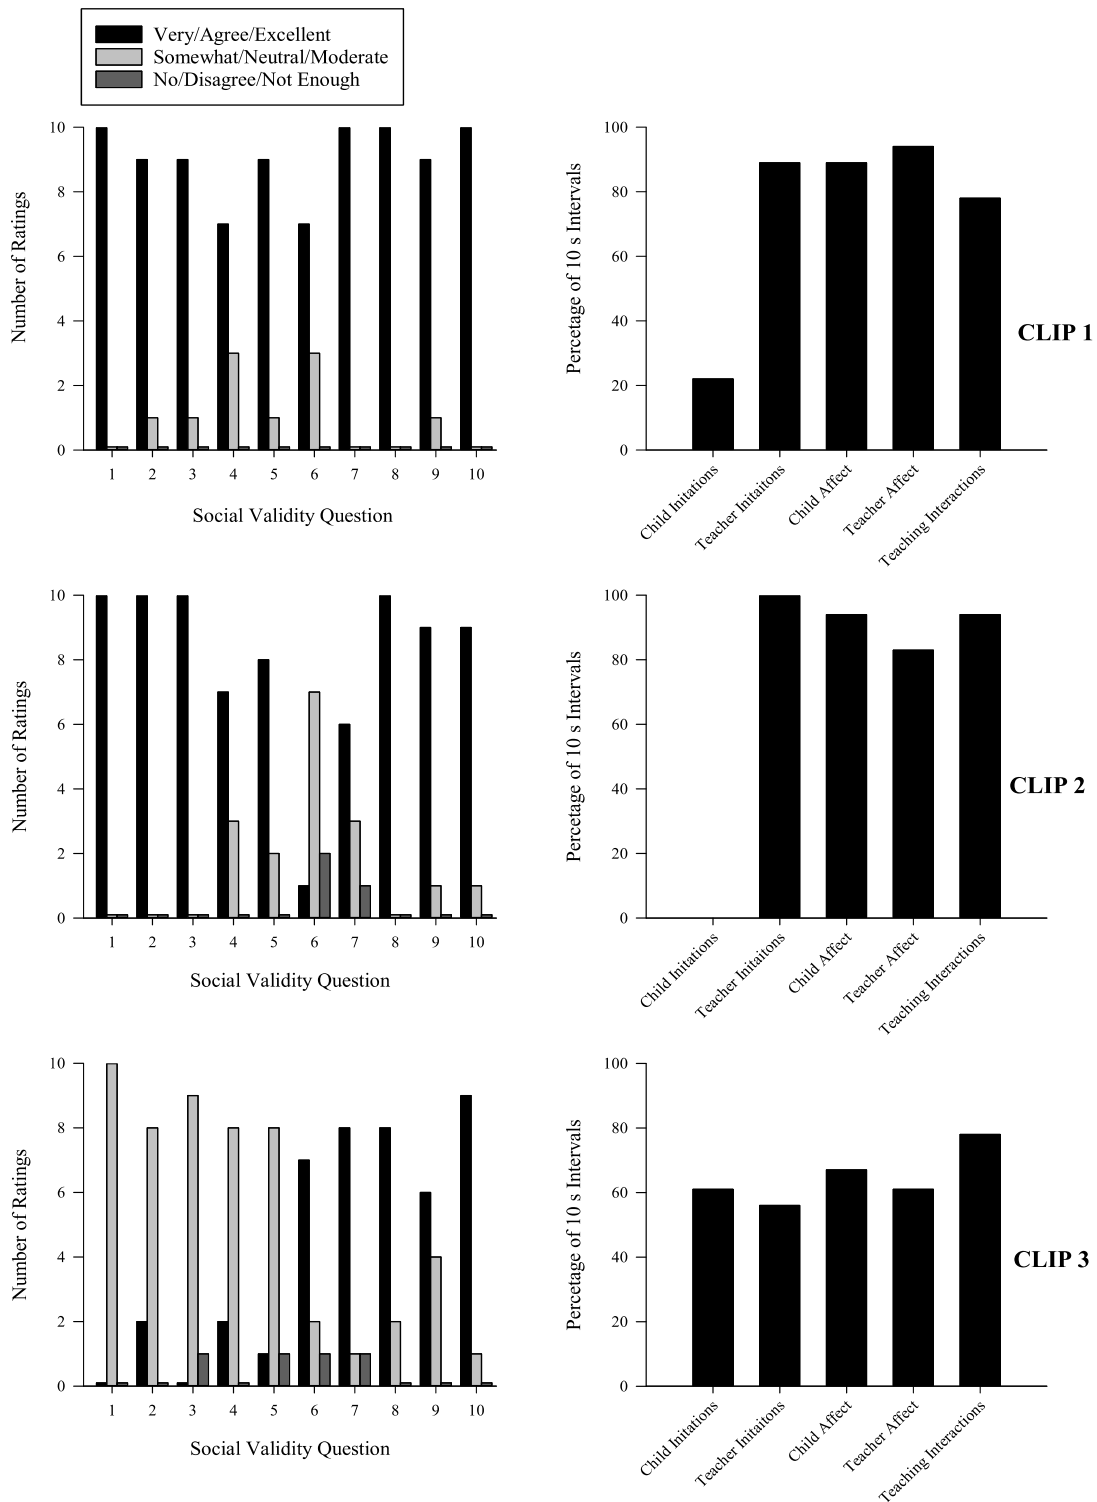 Very/Agree/Excellent
Somewhat/Neutral/Moderate
No/Disagree/Not Enough
10
8
6
4
2
0
Number of Ratings
1 2 3 4 5 6 7 8 9 10
Social Validity Question
100
80
60
40
20
0
Percetage of 10 s Intervals
Child Initations
Teacher Initaitons
Child Affect
Teacher Affect
Teaching Interactions
CLIP 1
10
8
6
4
2
0
Number of Ratings
1 2 3 4 5 6 7 8 9 10
Social Validity Question
100
80
60
40
20
0
Percetage of 10 s Intervals
Child Initations
Teacher Initaitons
Child Affect
Teacher Affect
Teaching Interactions
CLIP 2
10
8
6
4
2
0
Number of Ratings
1 2 3 4 5 6 7 8 9 10
Social Validity Question
100
80
60
40
20
0
Percetage of 10 s Intervals
Child Initations
Teacher Initaitons
Child Affect
Teacher Affect
Teaching Interactions
CLIP 3